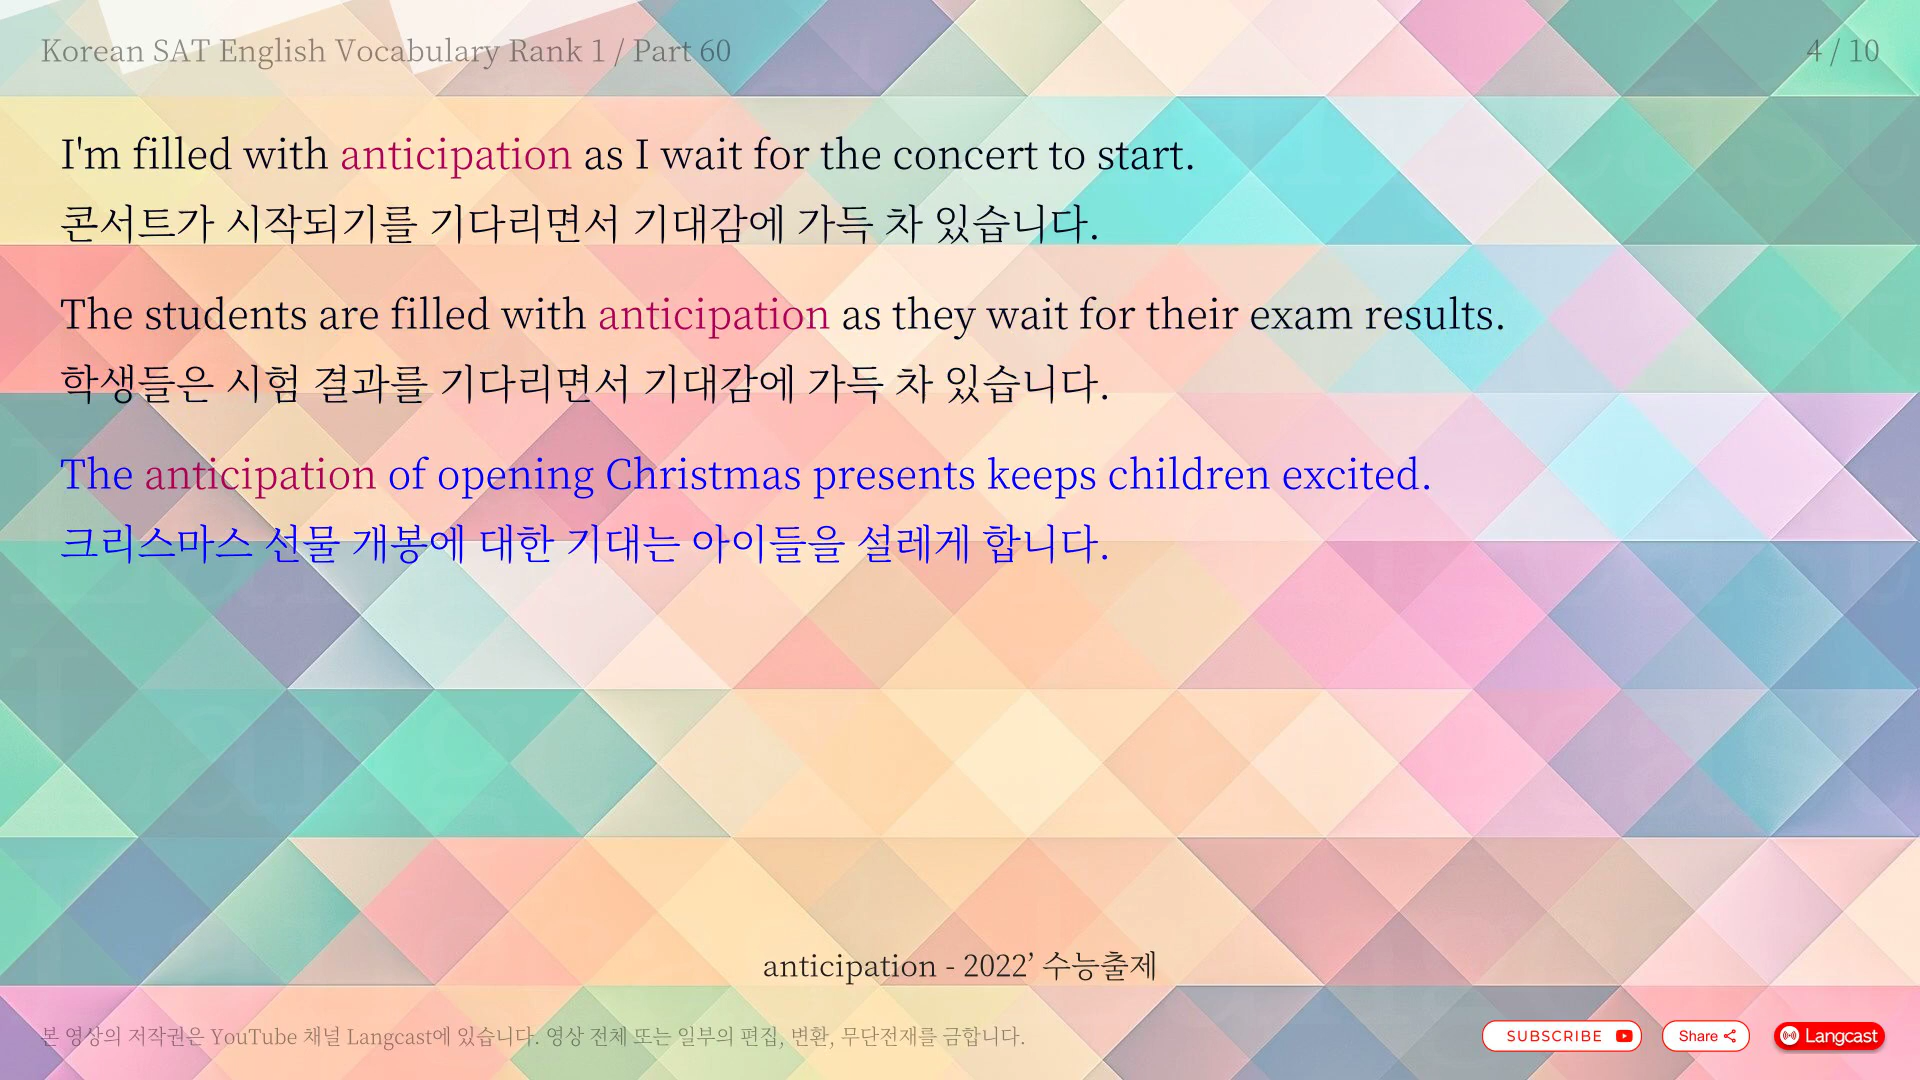 Korean SAT English Vocabulary Rank 1 / Part 60
4 / 10
I'm filled with anticipation as I wait for the concert to start.
콘서트가 시작되기를 기다리면서 기대감에 가득 차 있습니다.
The students are filled with anticipation as they wait for their exam results.
학생들은 시험 결과를 기다리면서 기대감에 가득 차 있습니다.
The anticipation of opening Christmas presents keeps children excited.
크리스마스 선물 개봉에 대한 기대는 아이들을 설레게 합니다.
anticipation - 2022’ 수능출제
본 영상의 저작권은 YouTube 채널 Langcast에 있습니다. 영상 전체 또는 일부의 편집, 변환, 무단전재를 금합니다.
SUBSCRIBE
Share
Langcast